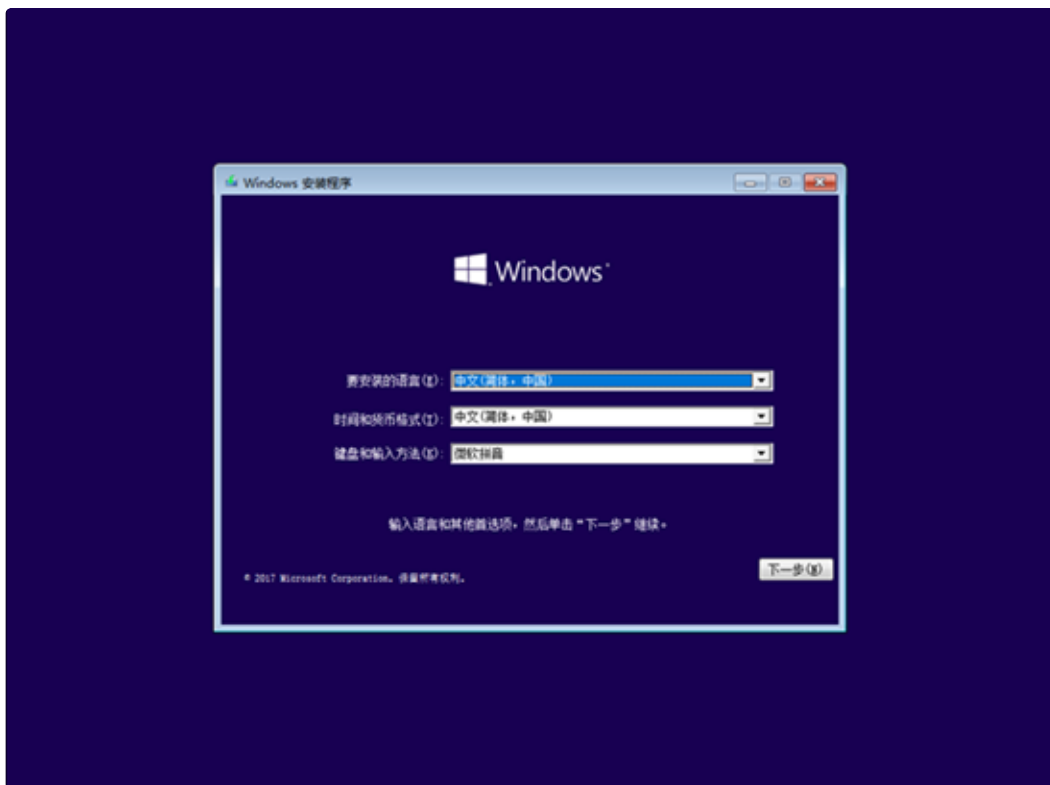 Windows 安装程序
Windows
要安装的语言(E): 中文(简体，中国)
时间和货币格式(T): 中文(简体，中国)
键盘和输入方法(K): 微软拼音
输入语言和其他首选项，然后单击“下一步”继续。
© 2017 Microsoft Corporation。保留所有权利。
下一步(N)